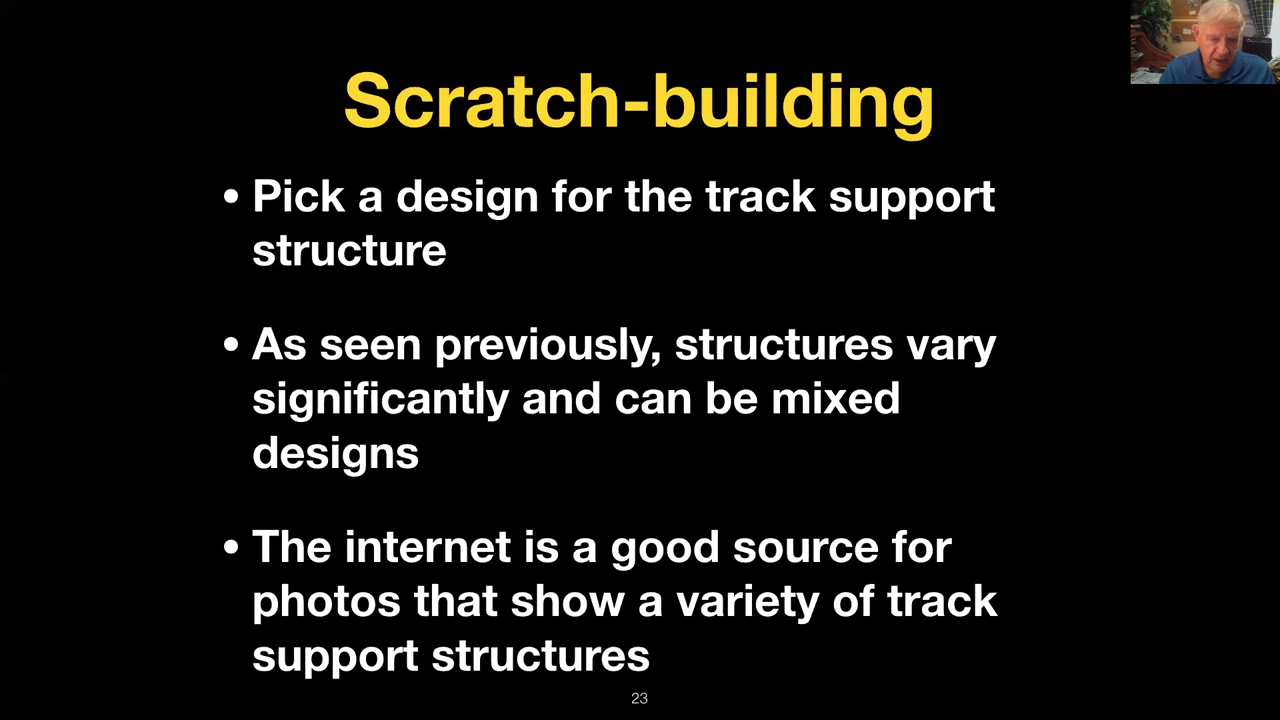 Scratch-building
• Pick a design for the track support
structure
• As seen previously, structures vary
significantly and can be mixed
designs
• The internet is a good source for
photos that show a variety of track
support structures
23